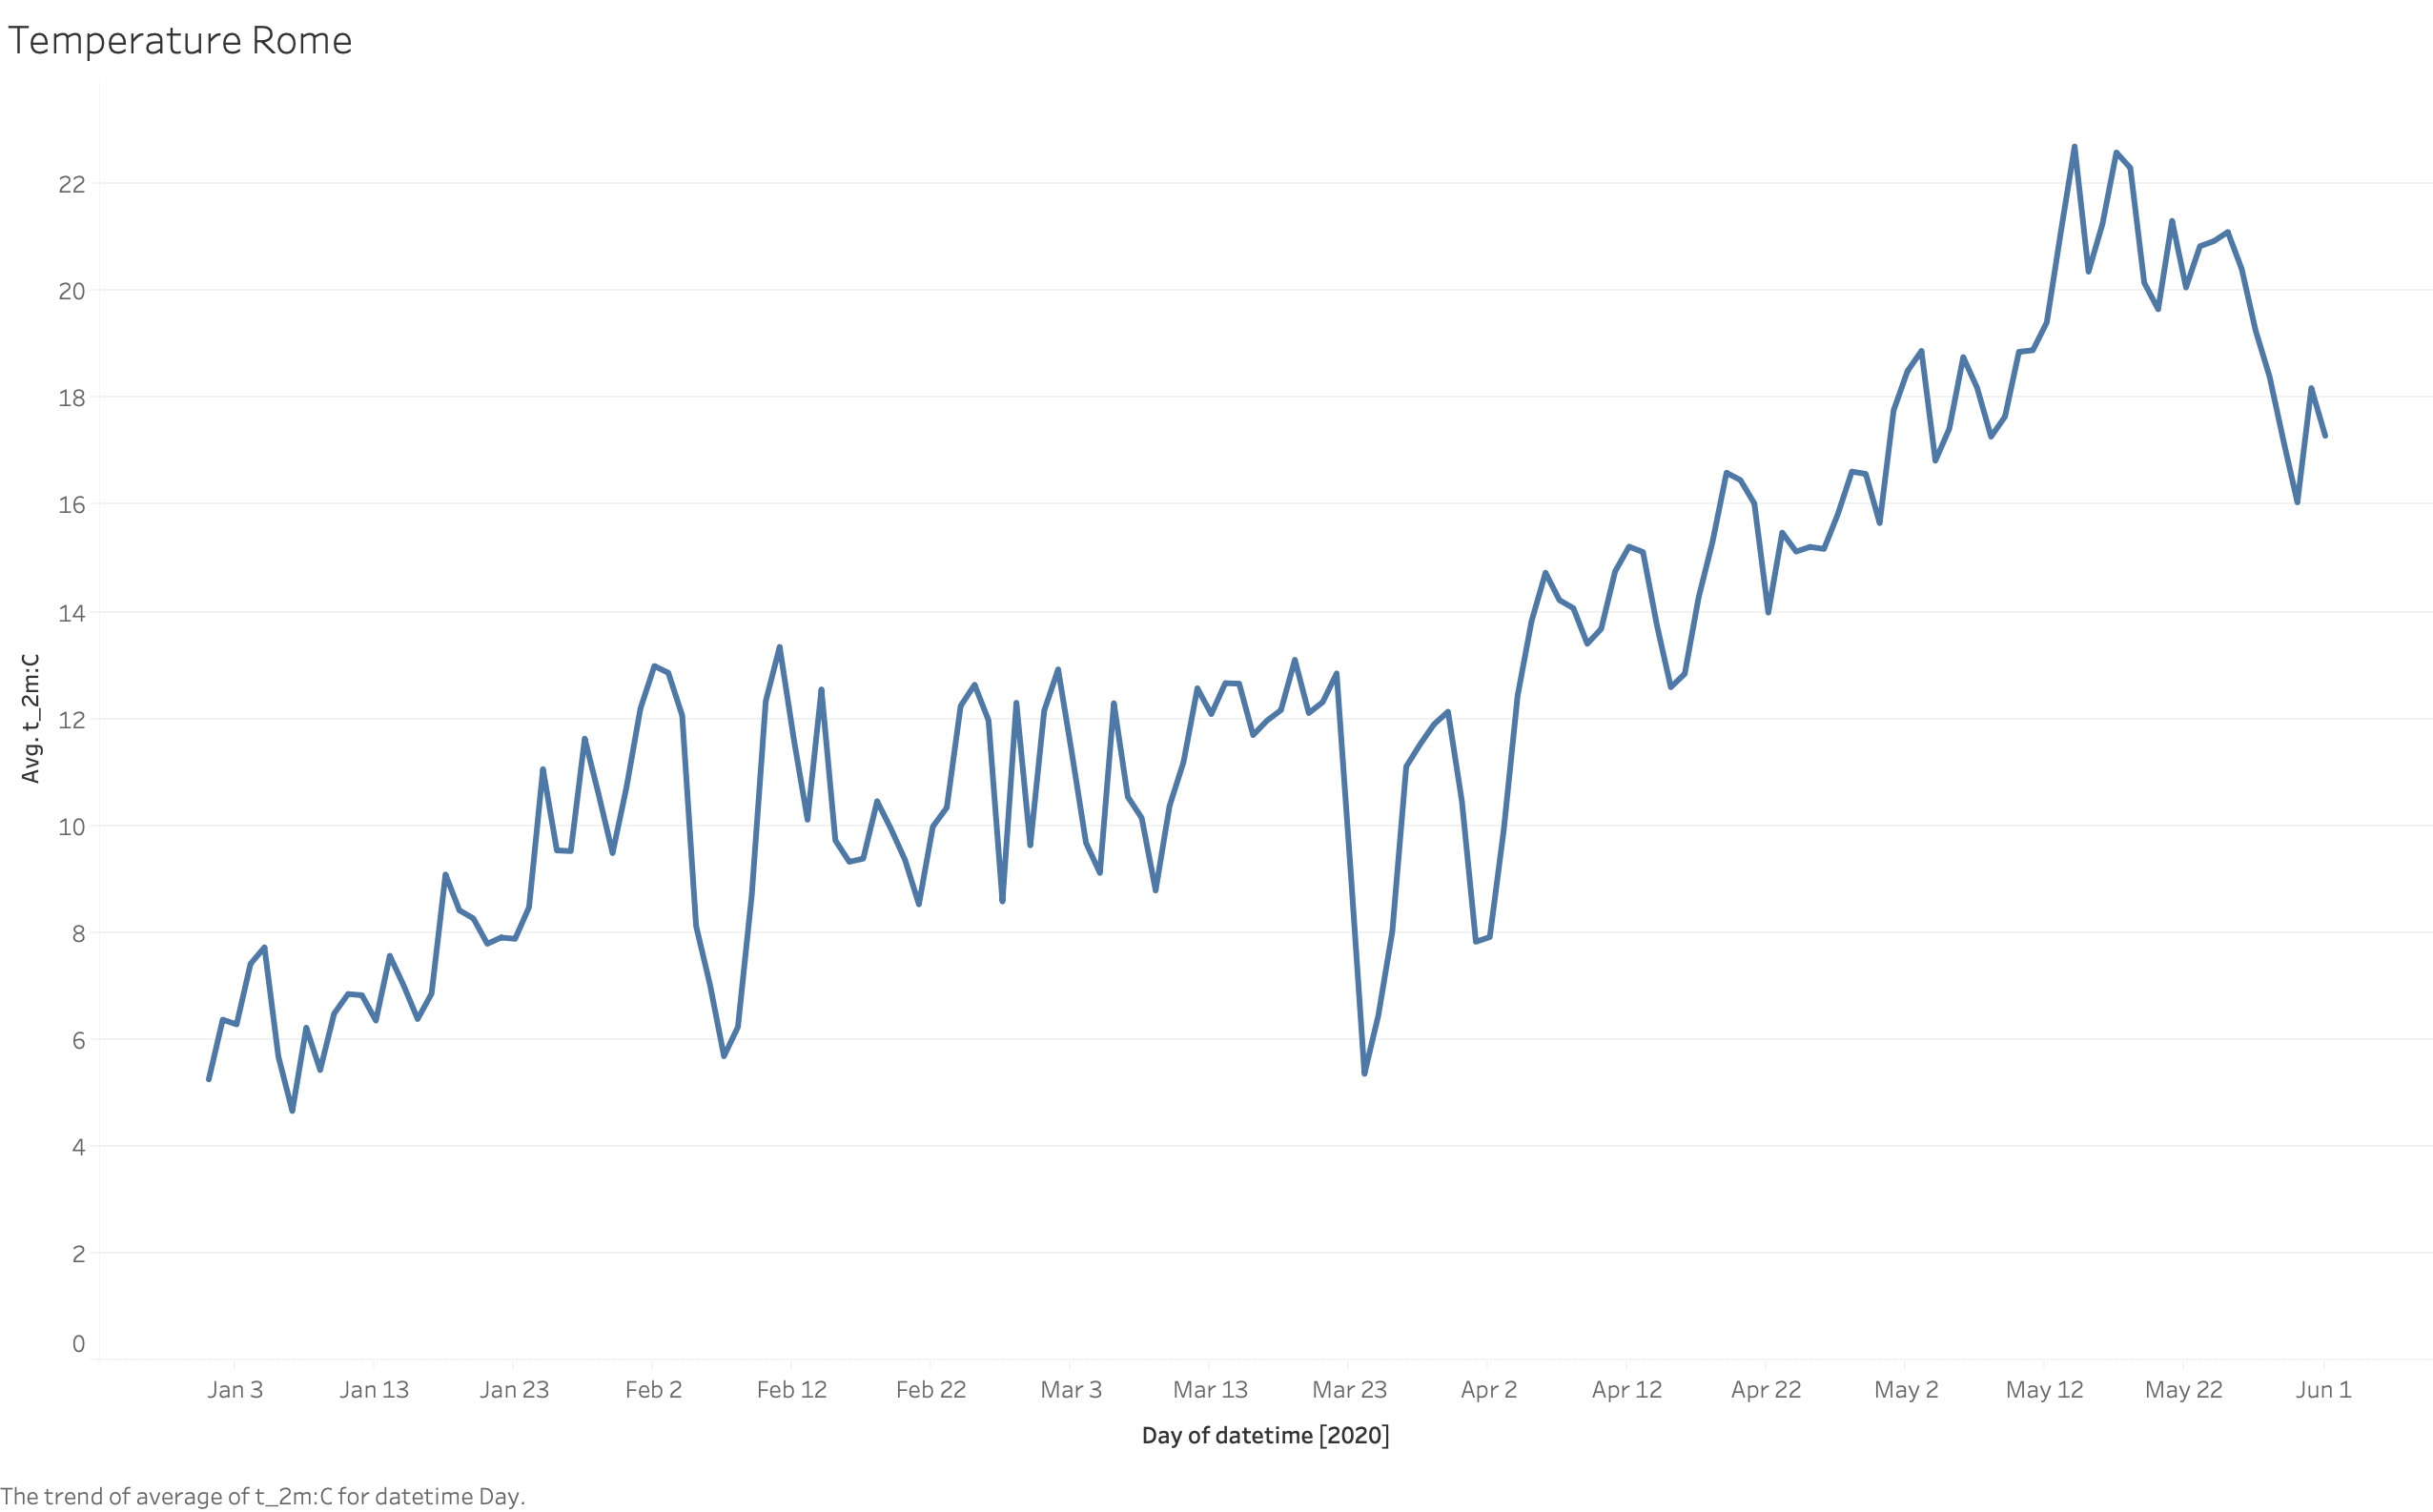 Temperature Rome
22
20
18
16
14
12
10
8
6
4
2
0
Avg. t_2m:C
Jan 3 Jan 13 Jan 23 Feb 2 Feb 12 Feb 22 Mar 3 Mar 13 Mar 23 Apr 2 Apr 12 Apr 22 May 2 May 12 May 22 Jun 1
Day of datetime [2020]
The trend of average of t_2m:C for datetime Day.